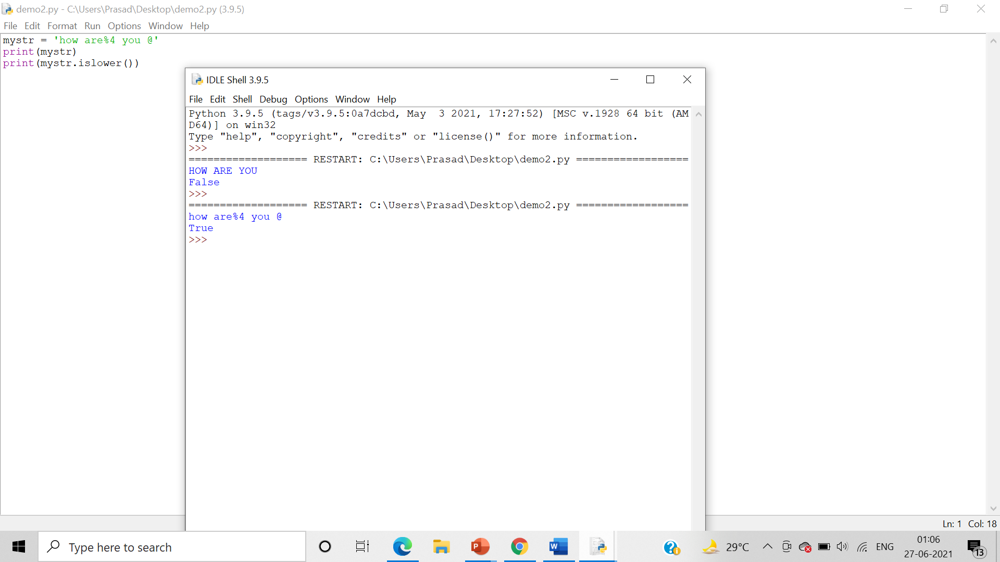 demo2.py - C:\Users\Prasad\Desktop\demo2.py (3.9.5)
File Edit Format Run Options Window Help
mystr = 'how are%4 you @'
print(mystr)
print(mystr.islower())
IDLE Shell 3.9.5
File Edit Shell Debug Options Window Help
Python 3.9.5 (tags/v3.9.5:0a7dcbd, May  3 2021, 17:27:52) [MSC v.1928 64 bit (AM
D64)] on win32
Type "help", "copyright", "credits" or "license()" for more information.
>>>
=================== RESTART: C:\Users\Prasad\Desktop\demo2.py ==================
HOW ARE YOU
False
>>>
=================== RESTART: C:\Users\Prasad\Desktop\demo2.py ==================
how are%4 you @
True
>>>
Ln: 1 Col: 18
Type here to search
P
W
29°C
ENG
01:06
27-06-2021
13